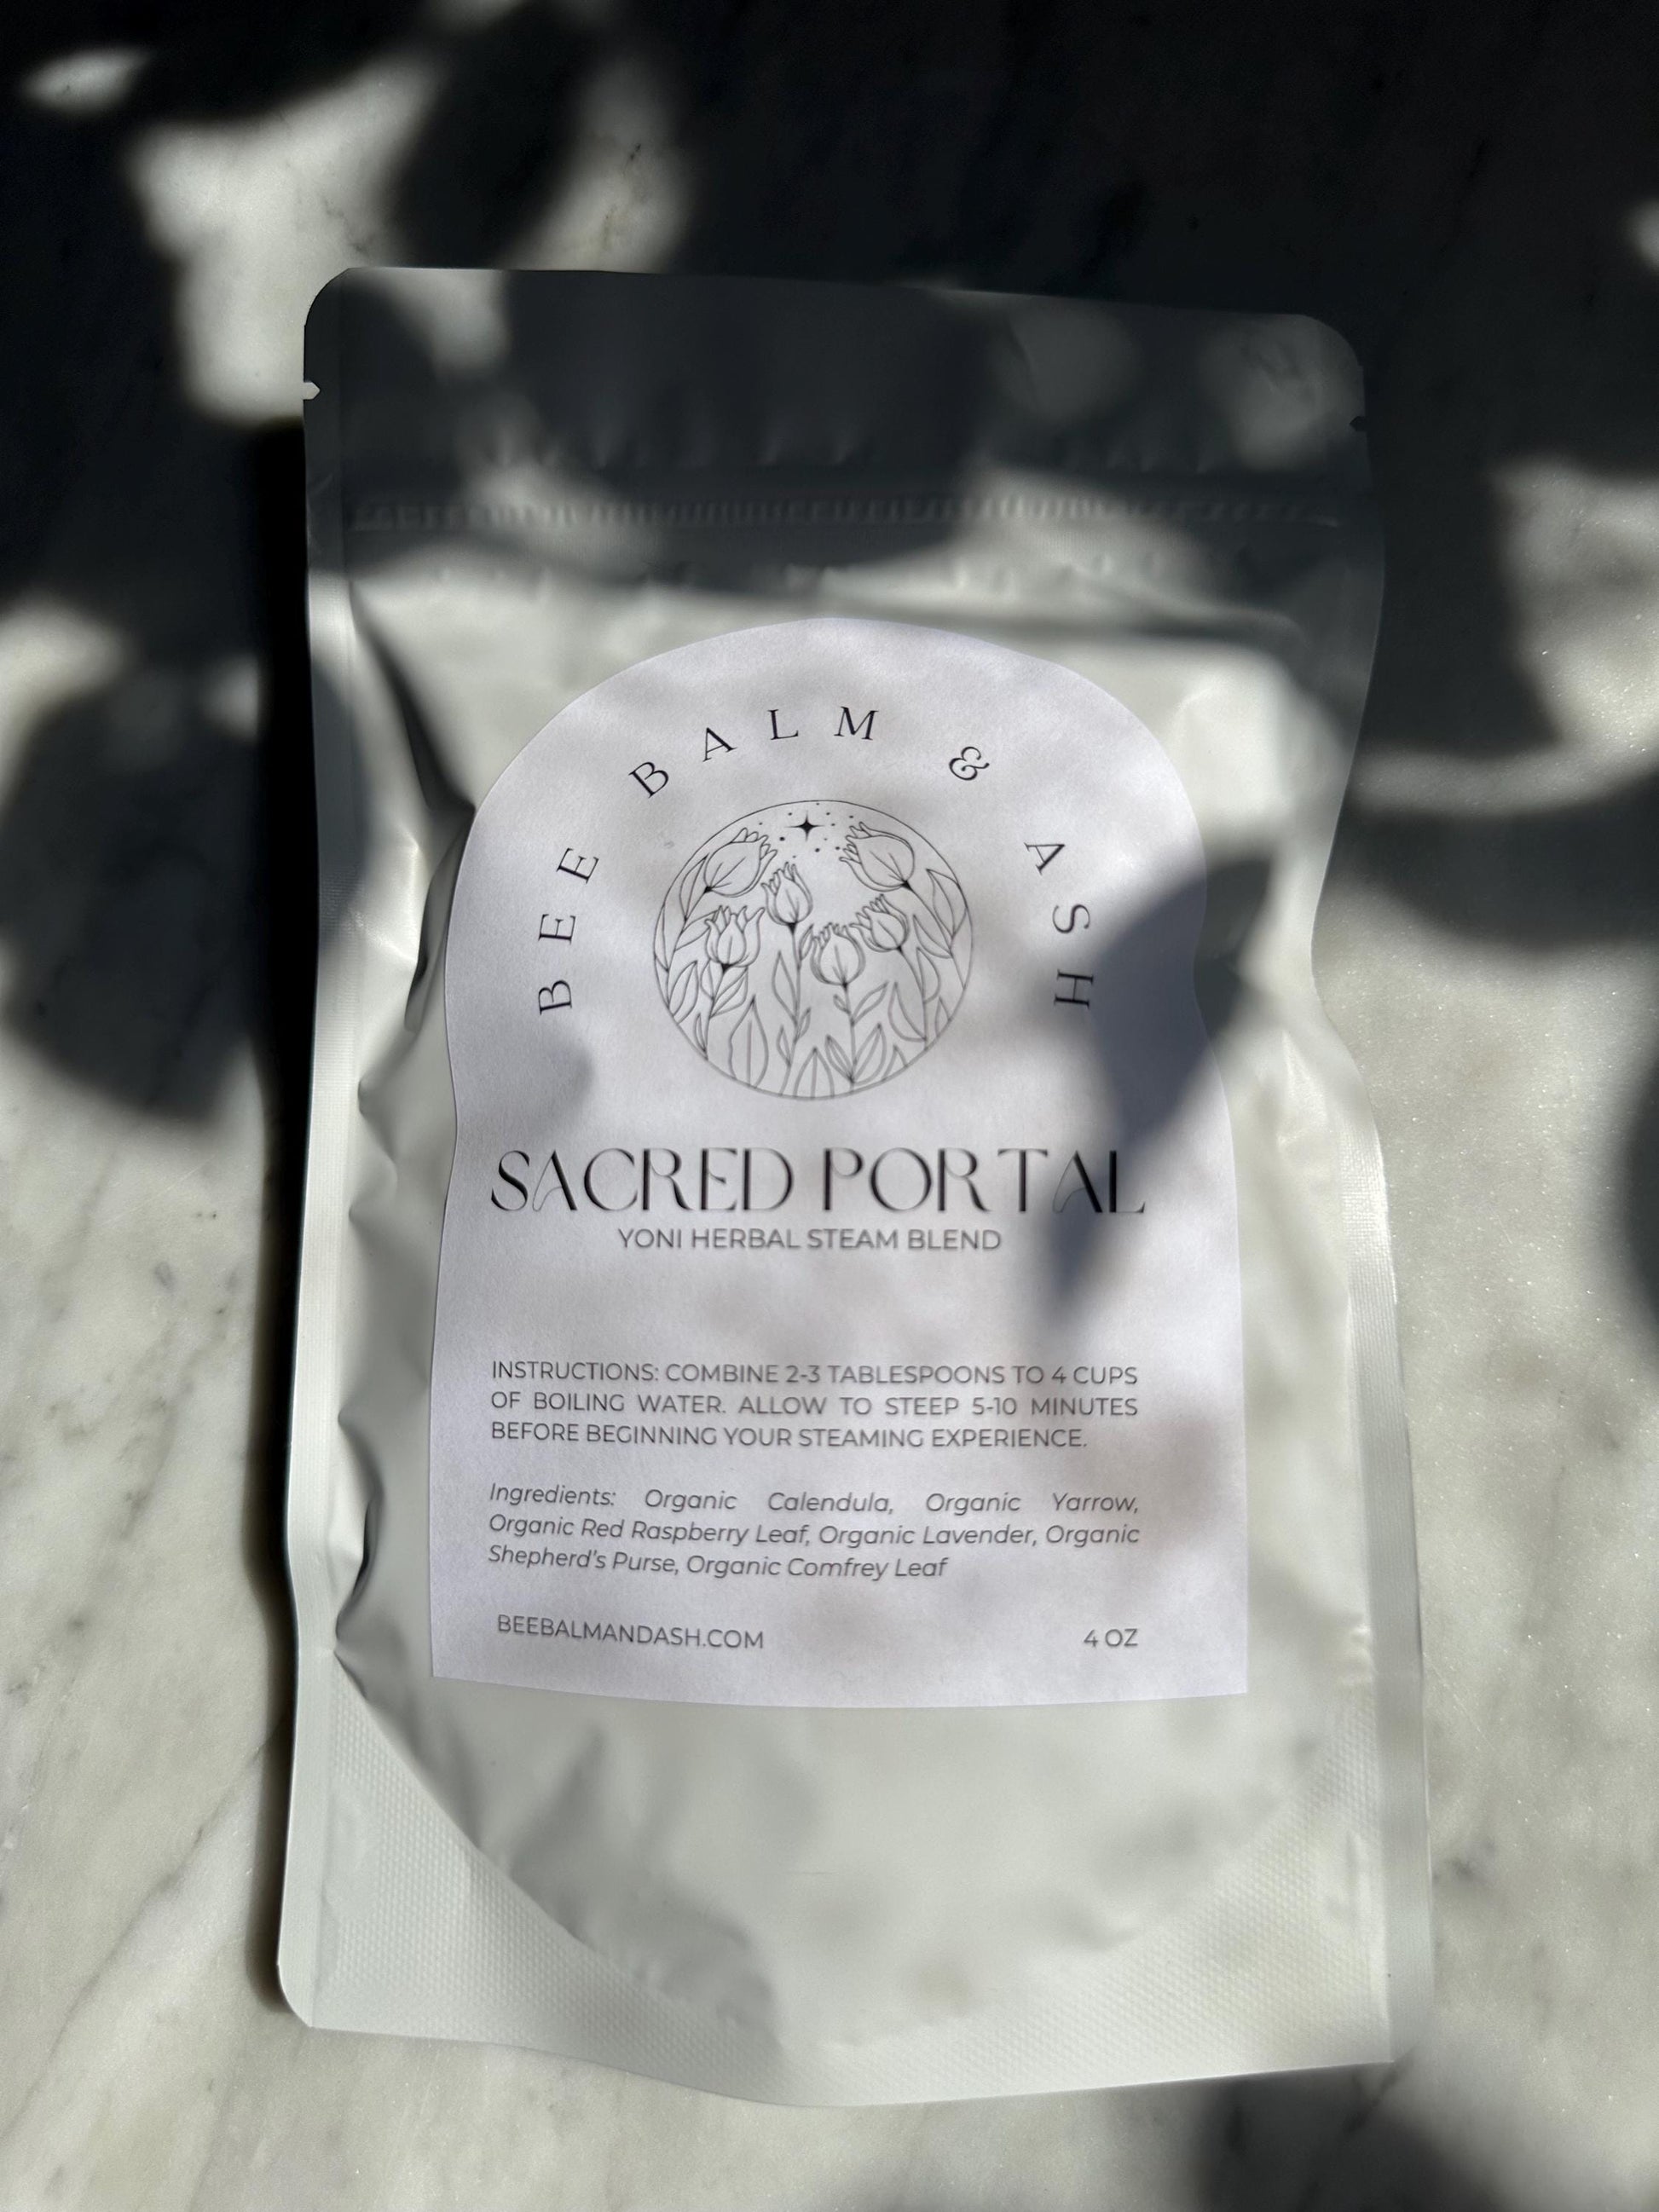 BEE BALM & ASH
SACRED PORTAL
YONI HERBAL STEAM BLEND
INSTRUCTIONS: COMBINE 2-3 TABLESPOONS TO 4 CUPS
OF BOILING WATER. ALLOW TO STEEP 5-10 MINUTES
BEFORE BEGINNING YOUR STEAMING EXPERIENCE.
Ingredients: Organic Calendula, Organic Yarrow,
Organic Red Raspberry Leaf, Organic Lavender, Organic
Shepherd's Purse, Organic Comfrey Leaf
BEEBALMANDASH.COM
4 OZ